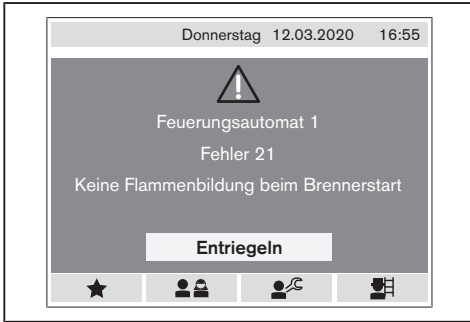 Donnerstag 12.03.2020 16:55
Feuerungsautomat 1
Fehler 21
Keine Flammenbildung beim Brennerstart
Entriegeln